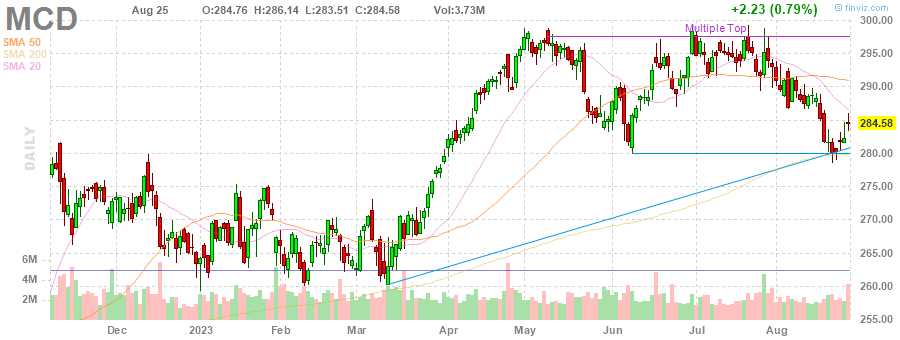 MCD Aug 25 O:284.76 H:286.14 L:283.51 C:284.58 Vol:3.73M +2.23 (0.79%) © finviz.com
SMA 50
SMA 200
SMA 20
Multiple Top
DAILY
300.00
295.00
290.00
285.00
284.58
280.00
275.00
270.00
265.00
260.00
255.00
6M
4M
2M
Dec 2023 Feb Mar Apr May Jun Jul Aug